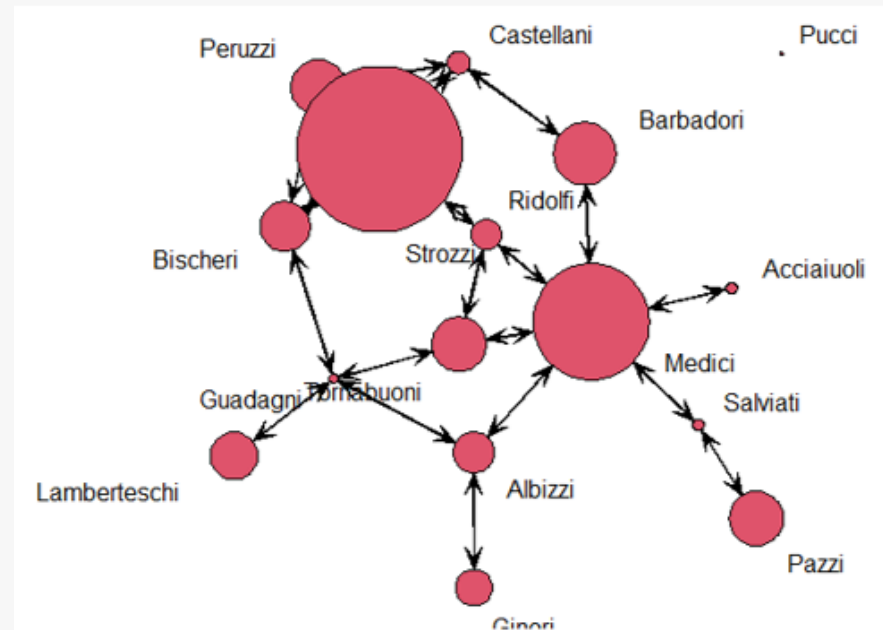 Castellani
Pucci
Peruzzi
Barbadori
Ridolfi
Strozzi
Bischeri
Acciaiuoli
Medici
Guadagni
Tornabuoni
Salviati
Lamberteschi
Albizzi
Pazzi
Ginori